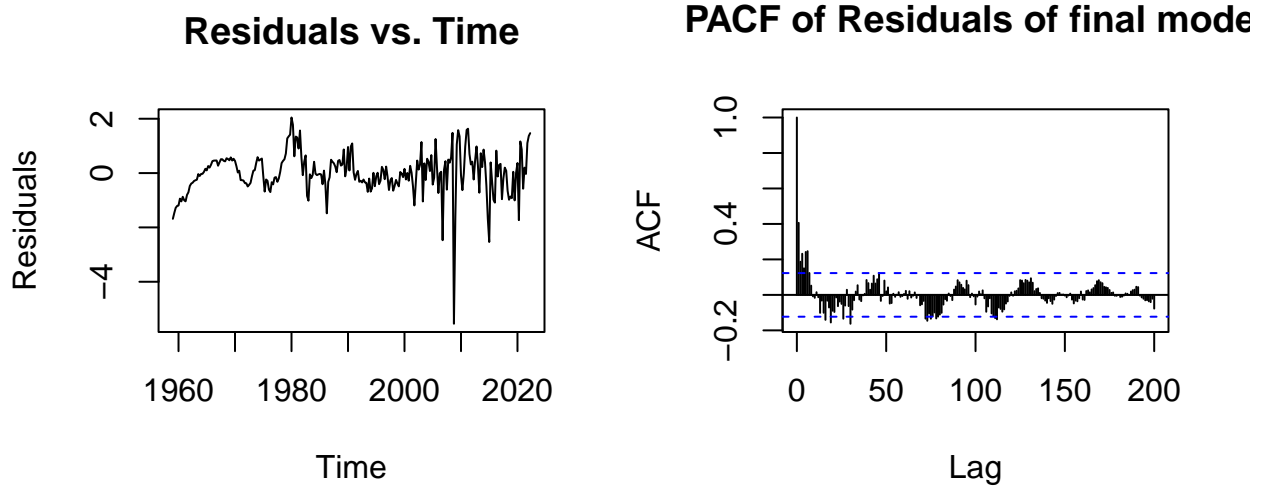 Residuals vs. Time
Residuals
2
0
−4
1960 1980 2000 2020
Time
PACF of Residuals of final mode
ACF
1.0
0.4
−0.2
0 50 100 150 200
Lag